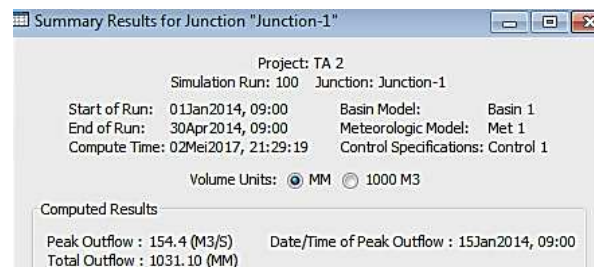 Summary Results for Junction "Junction-1"
Project: TA 2
Simulation Run: 100 Junction: Junction-1
Start of Run: 01Jan2014, 09:00 Basin Model: Basin 1
End of Run: 30Apr2014, 09:00 Meteorologic Model: Met 1
Compute Time: 02Mei2017, 21:29:19 Control Specifications: Control 1
Volume Units: MM 1000 M3
Computed Results
Peak Outflow : 154.4 (M3/S) Date/Time of Peak Outflow : 15Jan2014, 09:00
Total Outflow : 1031.10 (MM)